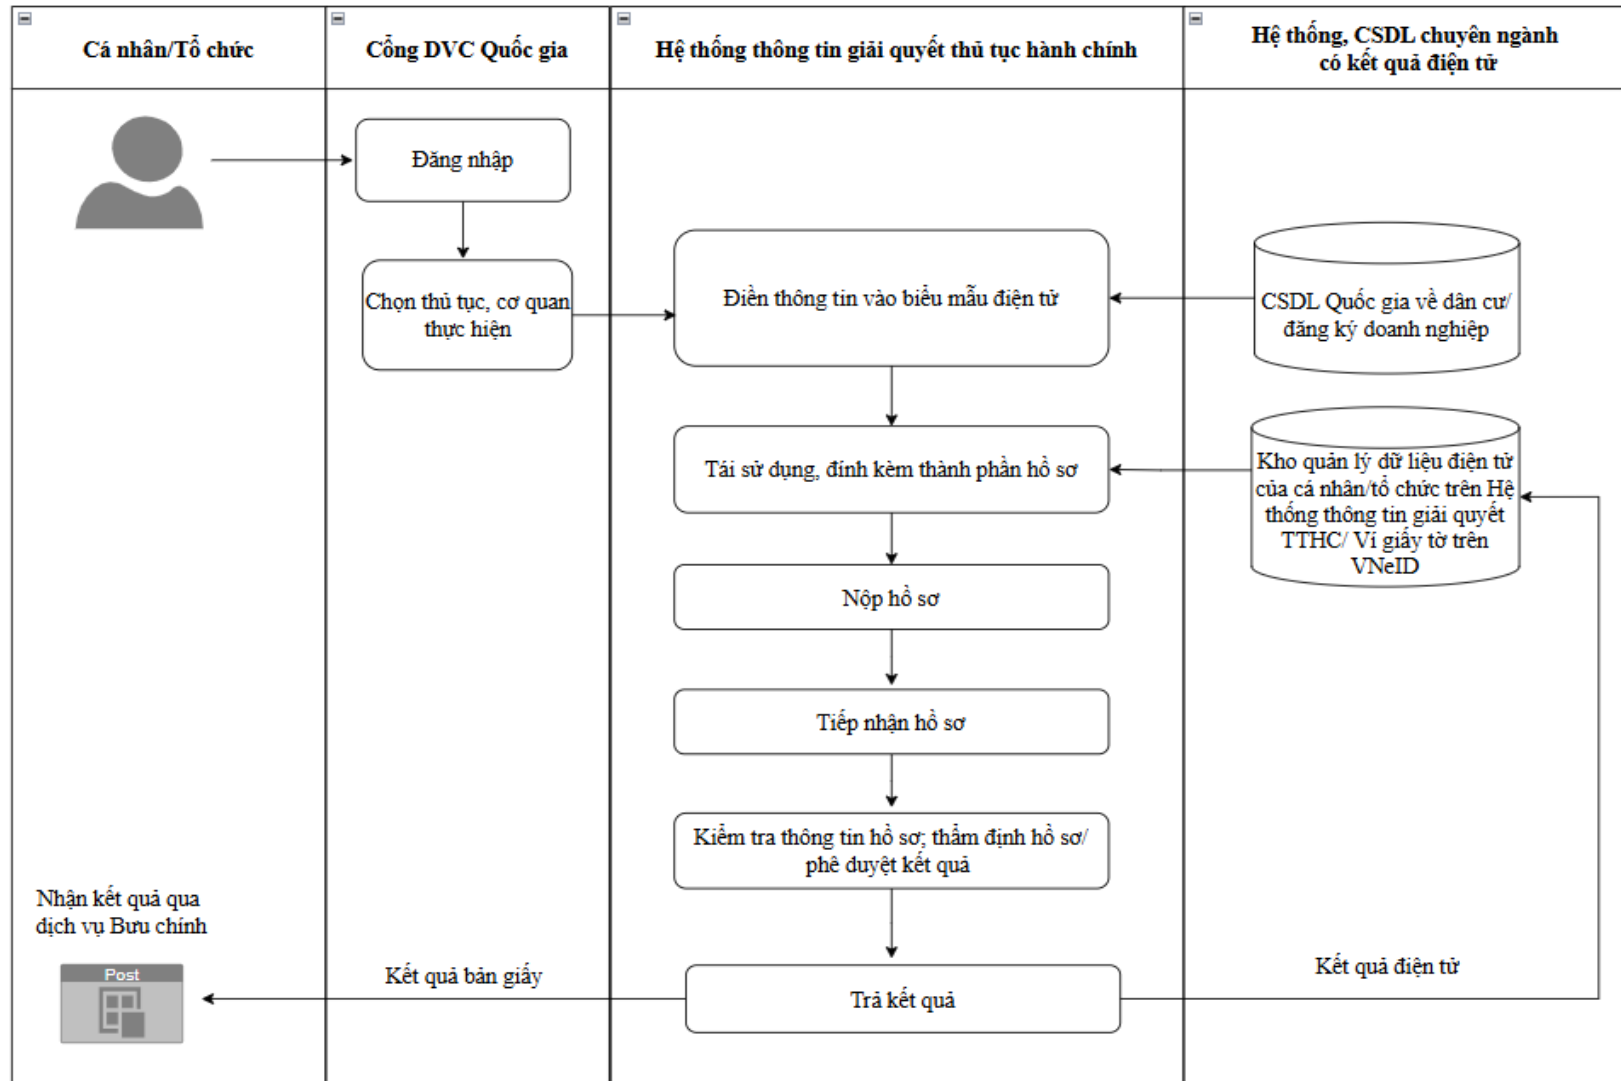 Cá nhân/Tổ chức
Cổng DVC Quốc gia
Hệ thống thông tin giải quyết thủ tục hành chính
Hệ thống, CSDL chuyên ngành
có kết quả điện tử
Đăng nhập
Chọn thủ tục, cơ quan
thực hiện
Điền thông tin vào biểu mẫu điện tử
CSDL Quốc gia về dân cư/
đăng ký doanh nghiệp
Tái sử dụng, đính kèm thành phần hồ sơ
Kho quản lý dữ liệu điện tử
của cá nhân/tổ chức trên Hệ
thống thông tin giải quyết
TTHC/ Ví giấy tờ trên
VNeID
Nộp hồ sơ
Tiếp nhận hồ sơ
Kiểm tra thông tin hồ sơ; thẩm định hồ sơ/
phê duyệt kết quả
Nhận kết quả qua
dịch vụ Bưu chính
Post
Kết quả bản giấy
Trả kết quả
Kết quả điện tử